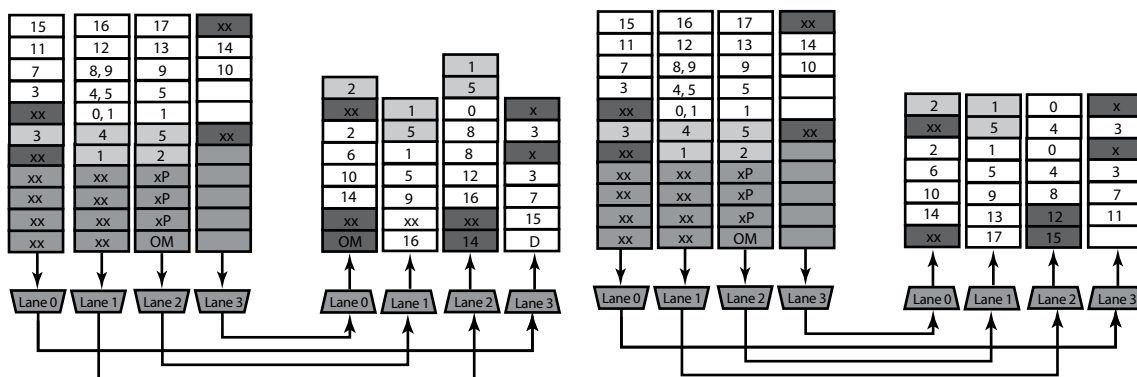 15 16 17 xx
11 12 13 14
7 8, 9 9 10
3 4, 5 5
xx 0, 1 1
3 4 5 xx
xx 1 2
xx xx xP
xx xx xP
xx xx xP
xx xx OM
Lane 0 Lane 1 Lane 2 Lane 3
1
2 5
xx 1 0 x
2 5 8 3
6 1 8 x
10 5 12 3
14 9 16 7
xx xx xx 15
OM 16 14 D
Lane 0 Lane 1 Lane 2 Lane 3
15 16 17 xx
11 12 13 14
7 8, 9 9 10
3 4, 5 5
xx 0, 1 1
3 4 5 xx
xx 1 2
xx xx xP
xx xx xP
xx xx xP
xx xx OM
Lane 0 Lane 1 Lane 2 Lane 3
2 1 0 x
xx 5 4 3
2 1 0 x
6 5 4 3
10 9 8 7
14 13 12 11
xx 17 15
Lane 0 Lane 1 Lane 2 Lane 3